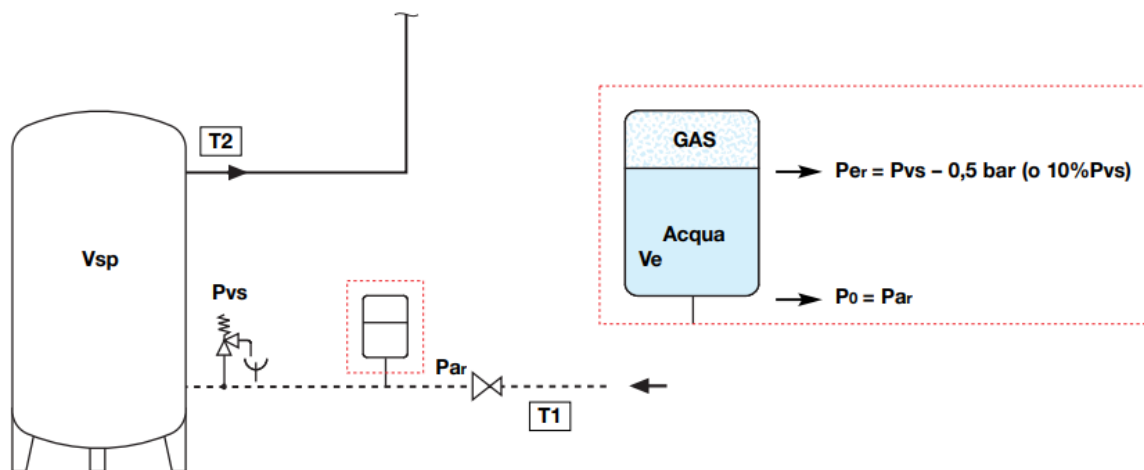 T2
GAS
Per = Pvs – 0,5 bar (o 10%Pvs)
Vsp
Acqua
Ve
Pvs
P0 = Par
Par
T1